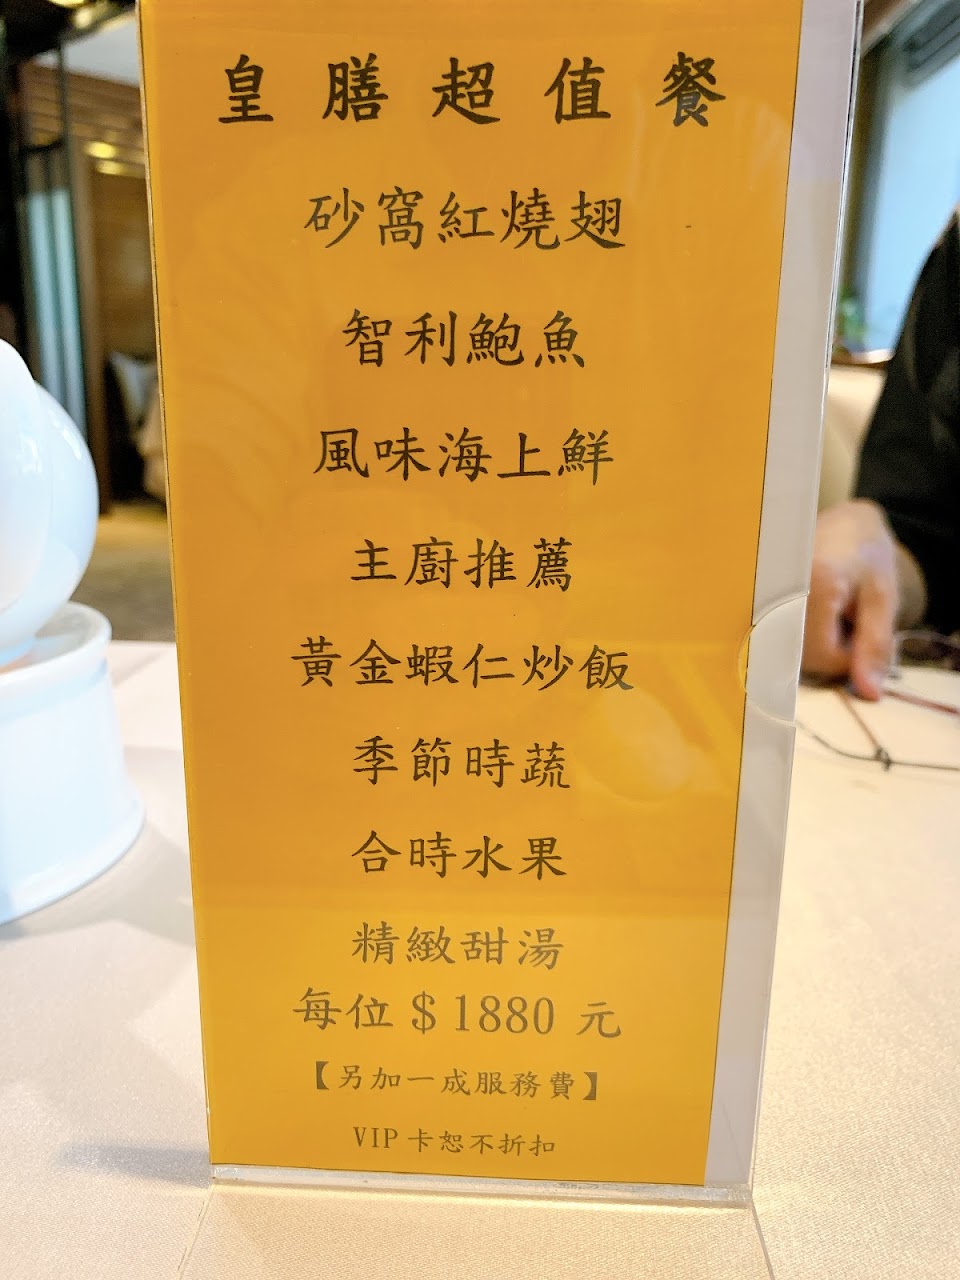 皇膳超值餐
砂窩紅燒翅
智利鮑魚
風味海上鮮
主廚推薦
黃金蝦仁炒飯
季節時蔬
合時水果
精緻甜湯
每位＄1880 元
【另加一成服務費】
VIP 卡恕不折扣